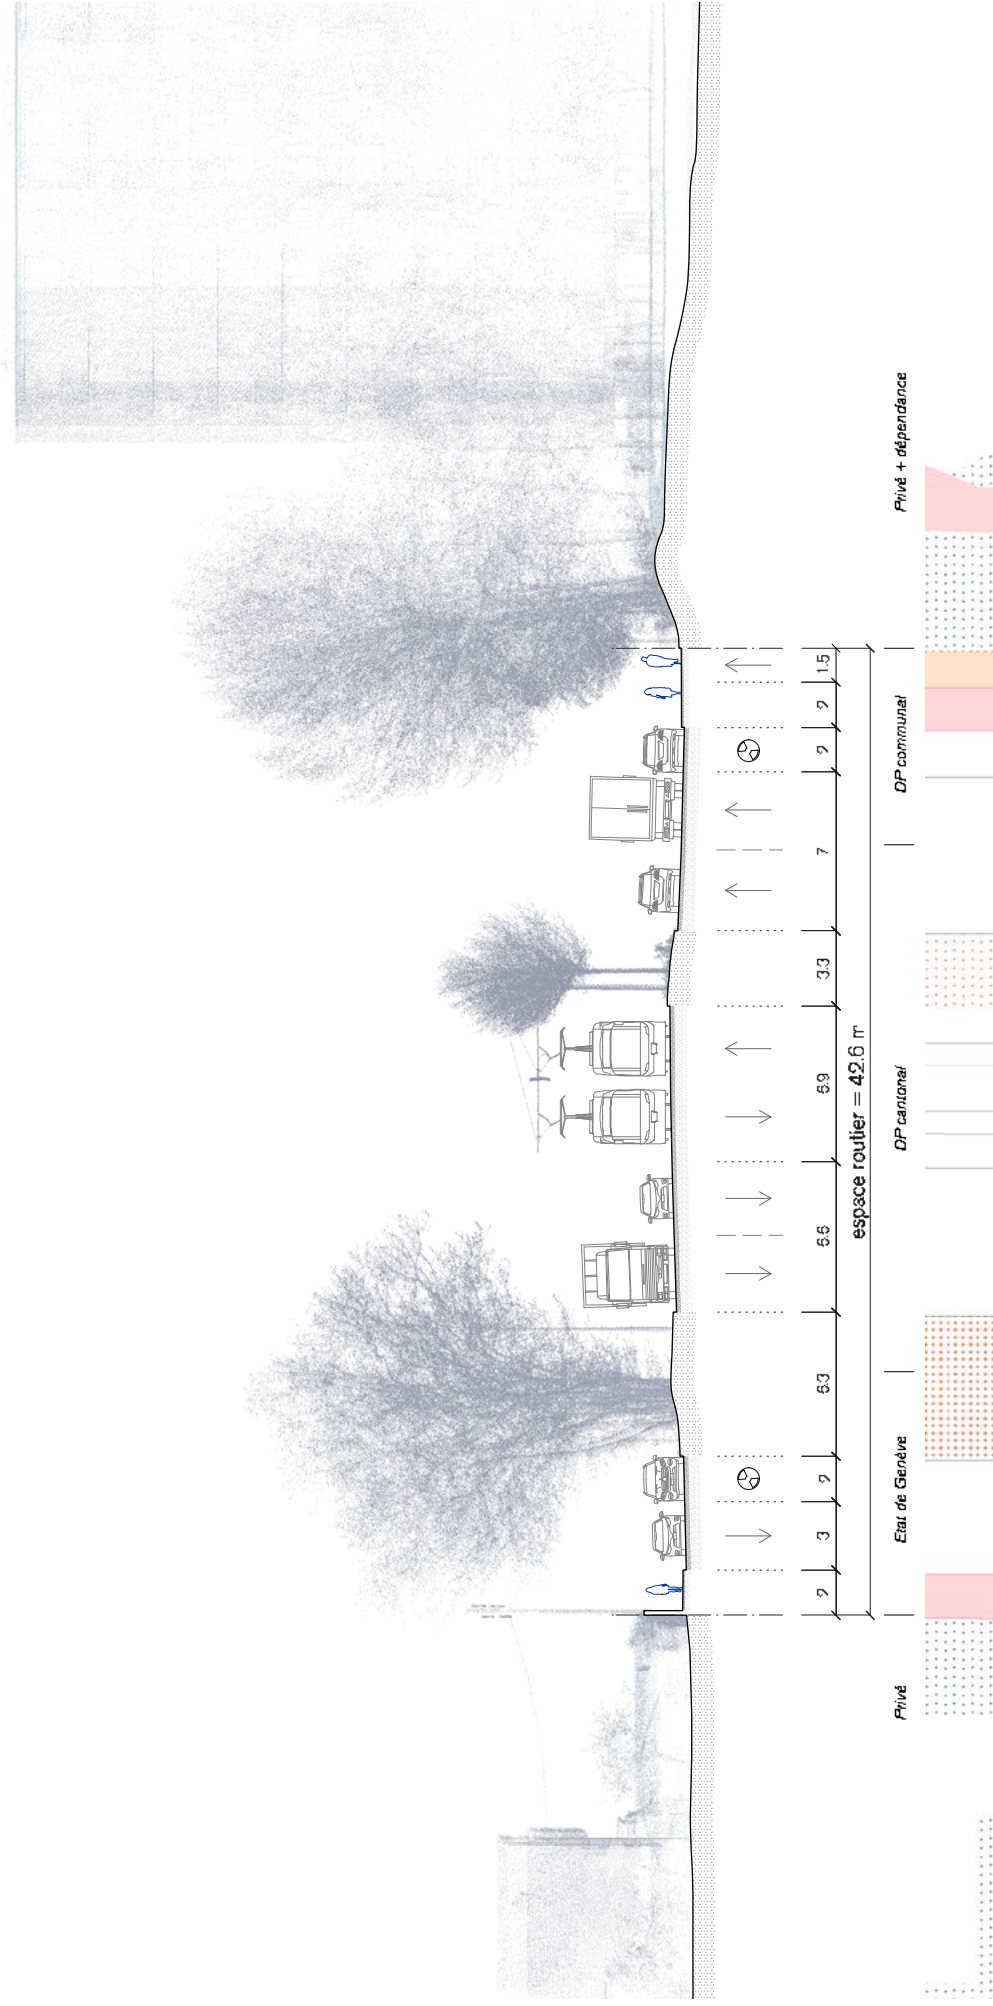 2 3 2 6.3 6.6 6.9 3.3 7 2 2 1.5
espace routier = 42.6 m
Privé Etat de Genève DP cantonal DP communal Privé + dépendance